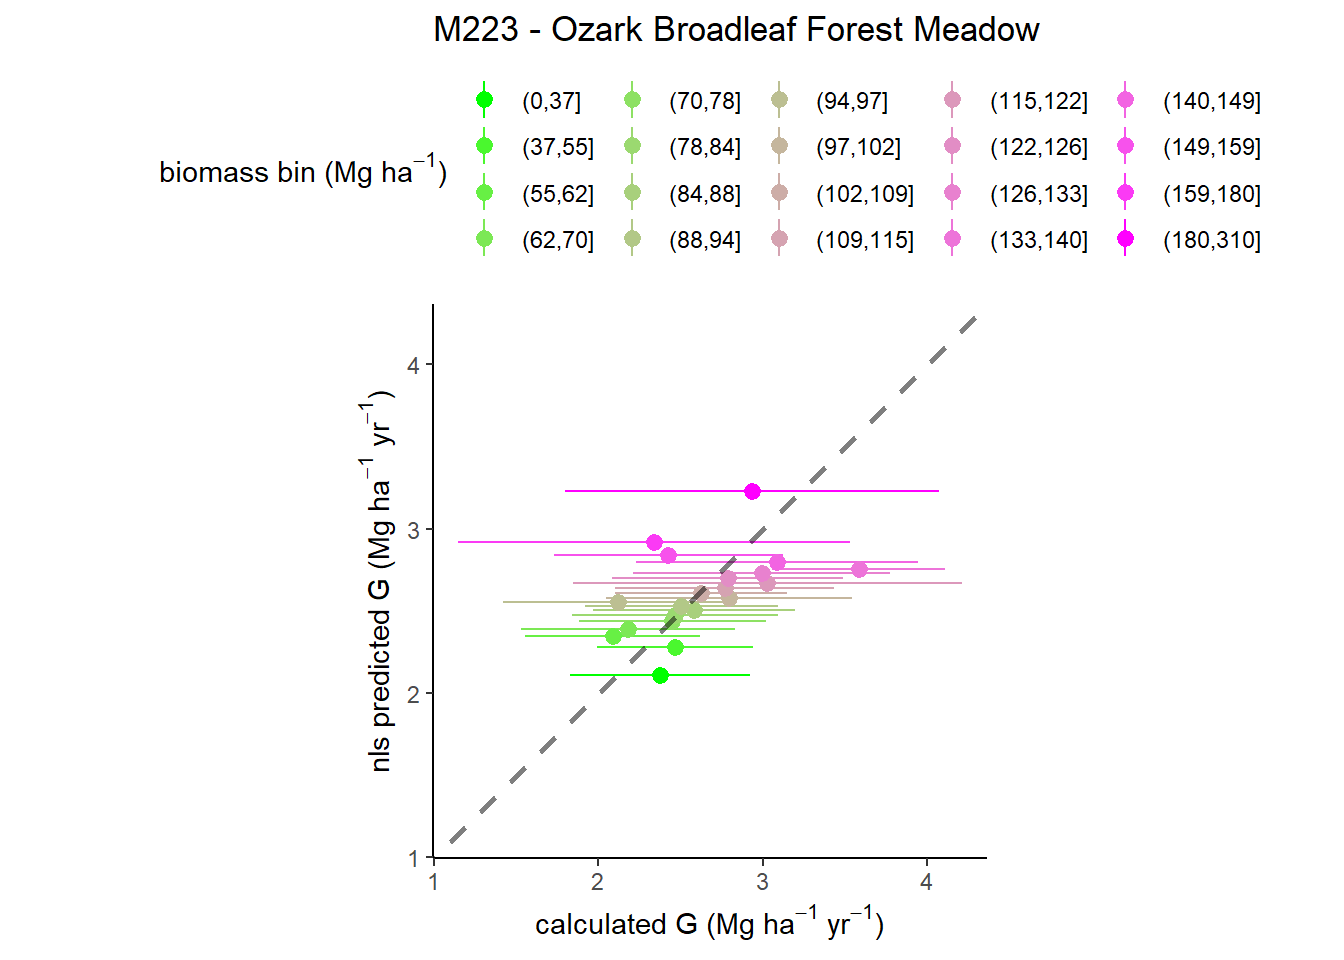 M223 - Ozark Broadleaf Forest Meadow
biomass bin (Mg ha⁻¹)
(0,37] (70,78] (94,97] (115,122] (140,149]
(37,55] (78,84] (97,102] (122,126] (149,159]
(55,62] (84,88] (102,109] (126,133] (159,180]
(62,70] (88,94] (109,115] (133,140] (180,310]
nls predicted G (Mg ha⁻¹ yr⁻¹)
4
3
2
1
1 2 3 4
calculated G (Mg ha⁻¹ yr⁻¹)